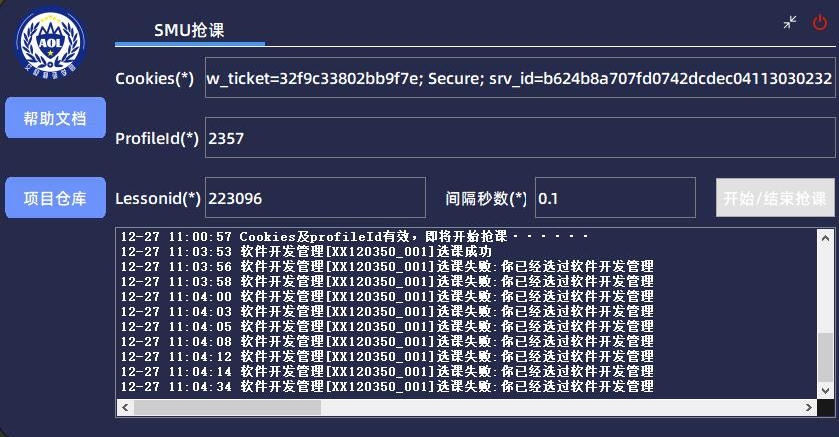 SMU抢课
AOL
Cookies(*) w_ticket=32f9c33802bb9f7e; Secure; srv_id=b624b8a707fd0742dcdec04113030232
帮助文档
ProfileId(*) 2357
项目仓库
Lessonid(*) 223096 间隔秒数(*) 0.1 开始/结束抢课
12-27 11:00:57 Cookies及profileId有效，即将开始抢课······
12-27 11:03:53 软件开发管理[XX120350_001]选课成功
12-27 11:03:56 软件开发管理[XX120350_001]选课失败:你已经选过软件开发管理
12-27 11:03:58 软件开发管理[XX120350_001]选课失败:你已经选过软件开发管理
12-27 11:04:00 软件开发管理[XX120350_001]选课失败:你已经选过软件开发管理
12-27 11:04:03 软件开发管理[XX120350_001]选课失败:你已经选过软件开发管理
12-27 11:04:05 软件开发管理[XX120350_001]选课失败:你已经选过软件开发管理
12-27 11:04:08 软件开发管理[XX120350_001]选课失败:你已经选过软件开发管理
12-27 11:04:12 软件开发管理[XX120350_001]选课失败:你已经选过软件开发管理
12-27 11:04:14 软件开发管理[XX120350_001]选课失败:你已经选过软件开发管理
12-27 11:04:34 软件开发管理[XX120350_001]选课失败:你已经选过软件开发管理